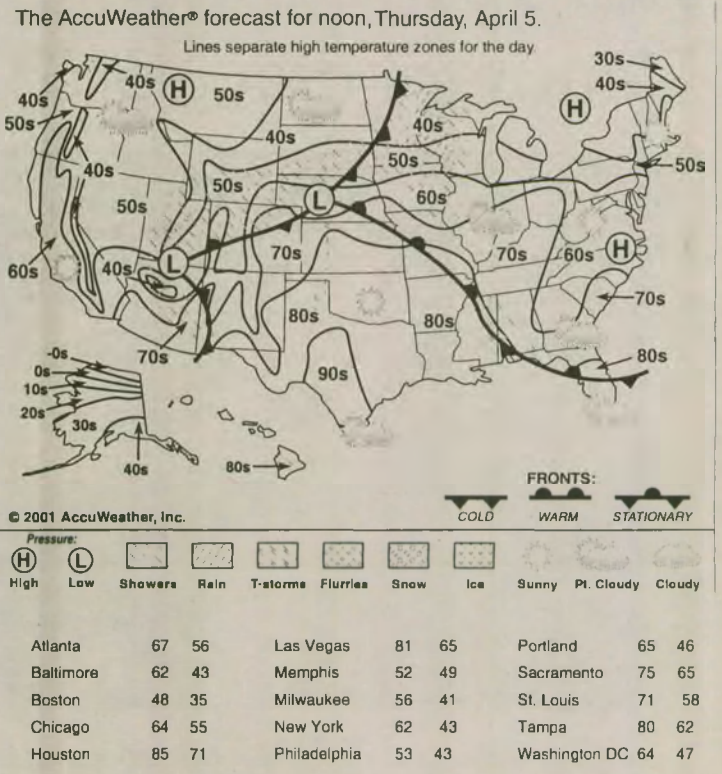 The AccuWeather® forecast for noon, Thursday, April 5.
Lines separate high temperature zones for the day.
30s
40s
40s
H
50s
H
40s
50s
40s
40s
40s
50s
50s
40s
50s
50s
L
60s
60s
40s
L
70s
70s
60s
H
70s
80s
80s
70s
90s
80s
-0s
0s
10s
20s
30s
40s
80s
FRONTS:
COLD WARM STATIONARY
© 2001 AccuWeather, Inc.
Pressure:
H L
High Low Showers Rain T-storms Flurries Snow Ice Sunny Pt. Cloudy Cloudy
Atlanta 67 56 Las Vegas 81 65 Portland 65 46
Baltimore 62 43 Memphis 52 49 Sacramento 75 65
Boston 48 35 Milwaukee 56 41 St. Louis 71 58
Chicago 64 55 New York 62 43 Tampa 80 62
Houston 85 71 Philadelphia 53 43 Washington DC 64 47